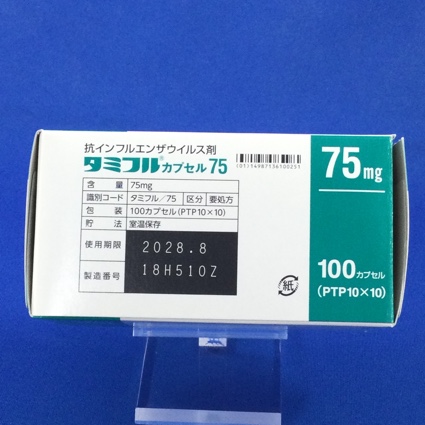 抗インフルエンザウイルス剤
タミフル®カプセル75
(01)14987136100251
含 量 75mg
識別コード タミフル/75 区分 要処方
包 装 100カプセル(PTP10×10)
貯 法 室温保存
使用期限 2028.8
製造番号 18H510Z
紙
75mg
100カプセル
(PTP10×10)